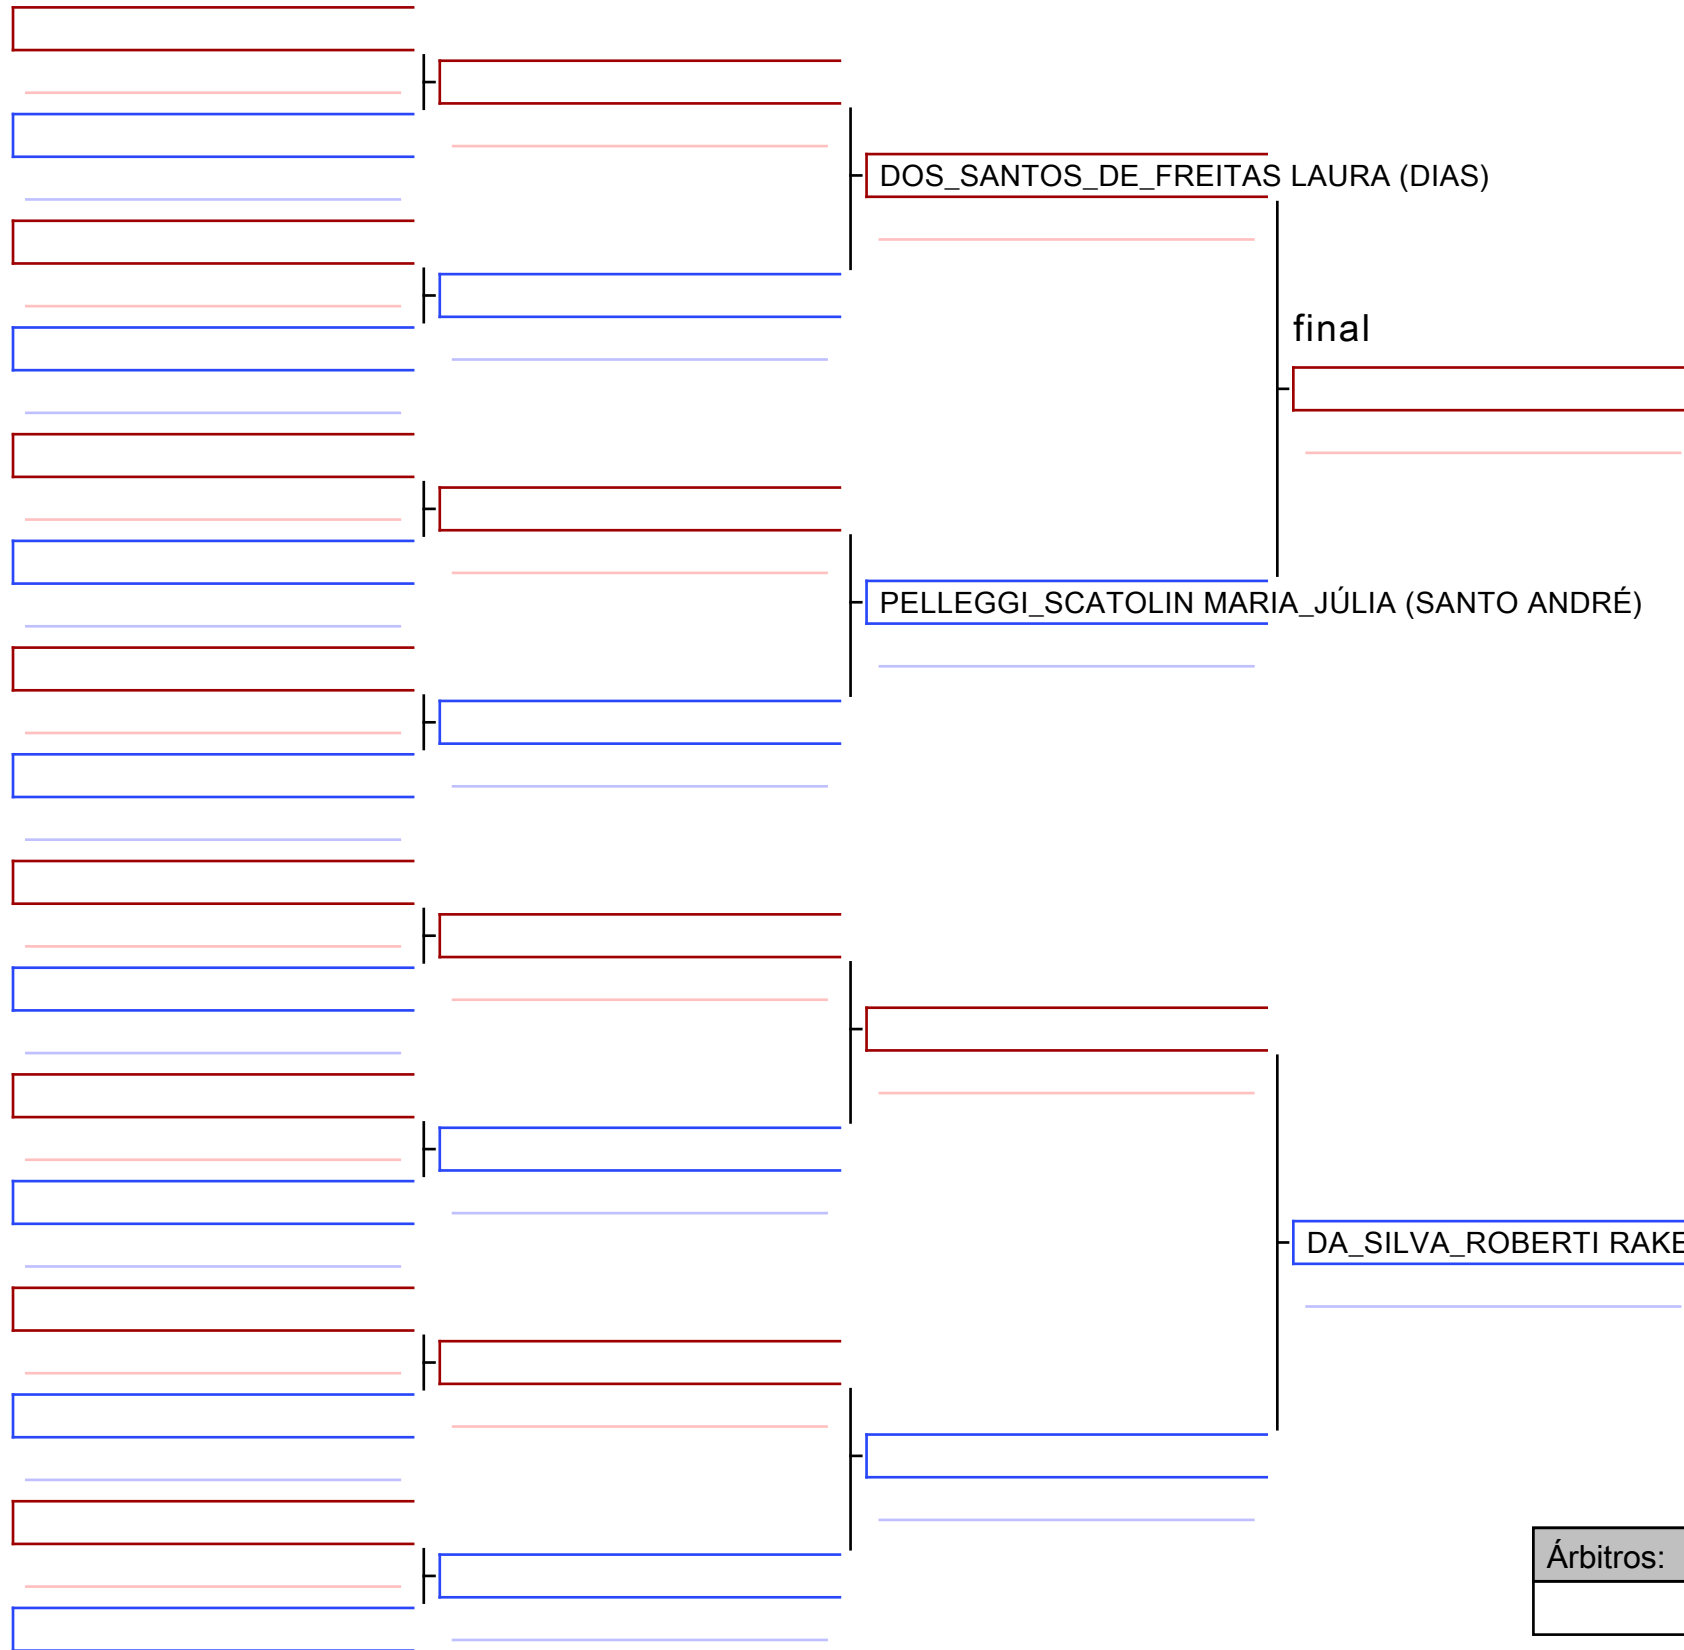 DOS_SANTOS_DE_FREITAS LAURA (DIAS)
final
PELLEGGI_SCATOLIN MARIA_JÚLIA (SANTO ANDRÉ)
DA_SILVA_ROBERTI
Árbitros: